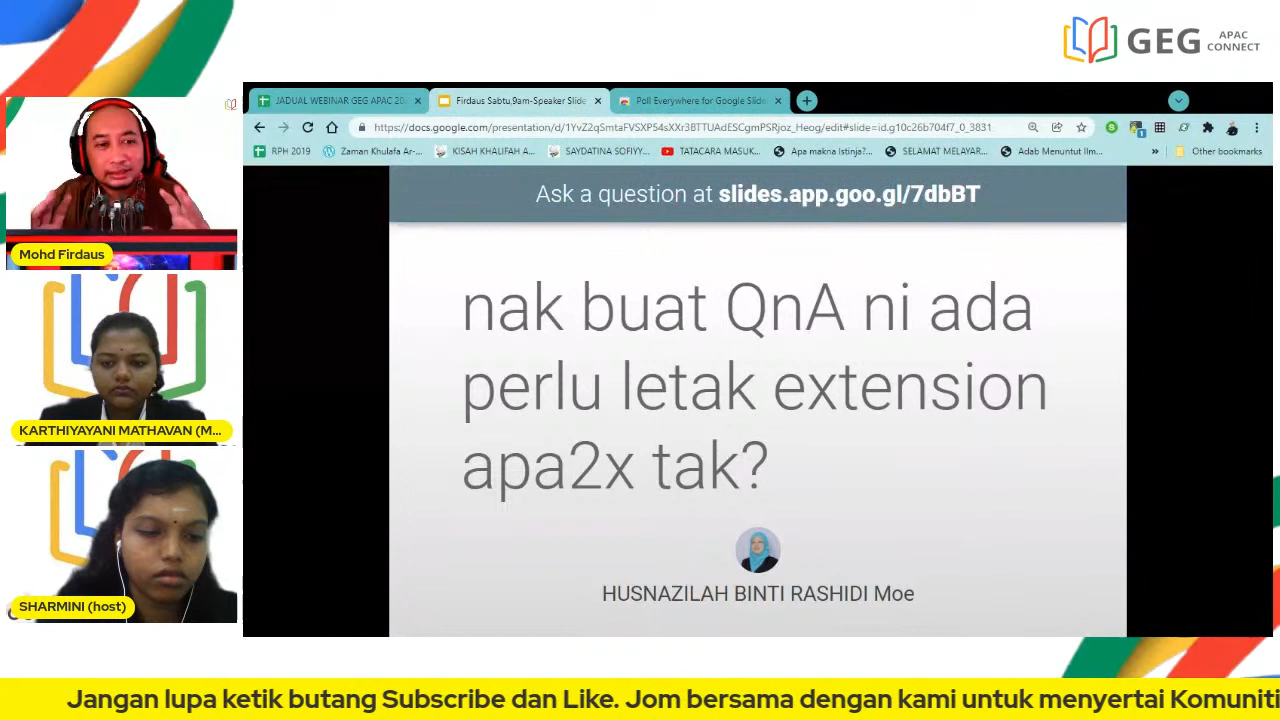 GEG
APAC
CONNECT
JADUAL WEBINAR GEG APAC 20
Firdaus Sabtu,9am-Speaker Slide
Poll Everywhere for Google Slide
https://docs.google.com/presentation/d/1YvZ2qSmtaFVSXP54sXXr3BTTUAdESCgmPSRjoz_Heog/edit#slide=id.g10c26b704f7_0_3831
RPH 2019
Zaman Khulafa Ar-...
KISAH KHALIFAH A...
SAYDATINA SOFIYY...
TATACARA MASUK...
Apa makna Istinja?...
SELAMAT MELAYAR...
Adab Menuntut Ilm...
Other bookmarks
Ask a question at slides.app.goo.gl/7dbBT
nak buat QnA ni ada
perlu letak extension
apa2x tak?
HUSNAZILAH BINTI RASHIDI Moe
Mohd Firdaus
KARTHIYAYANI MATHAVAN (M...
SHARMINI (host)
Jangan lupa ketik butang Subscribe dan Like. Jom bersama dengan kami untuk menyertai Komuniti